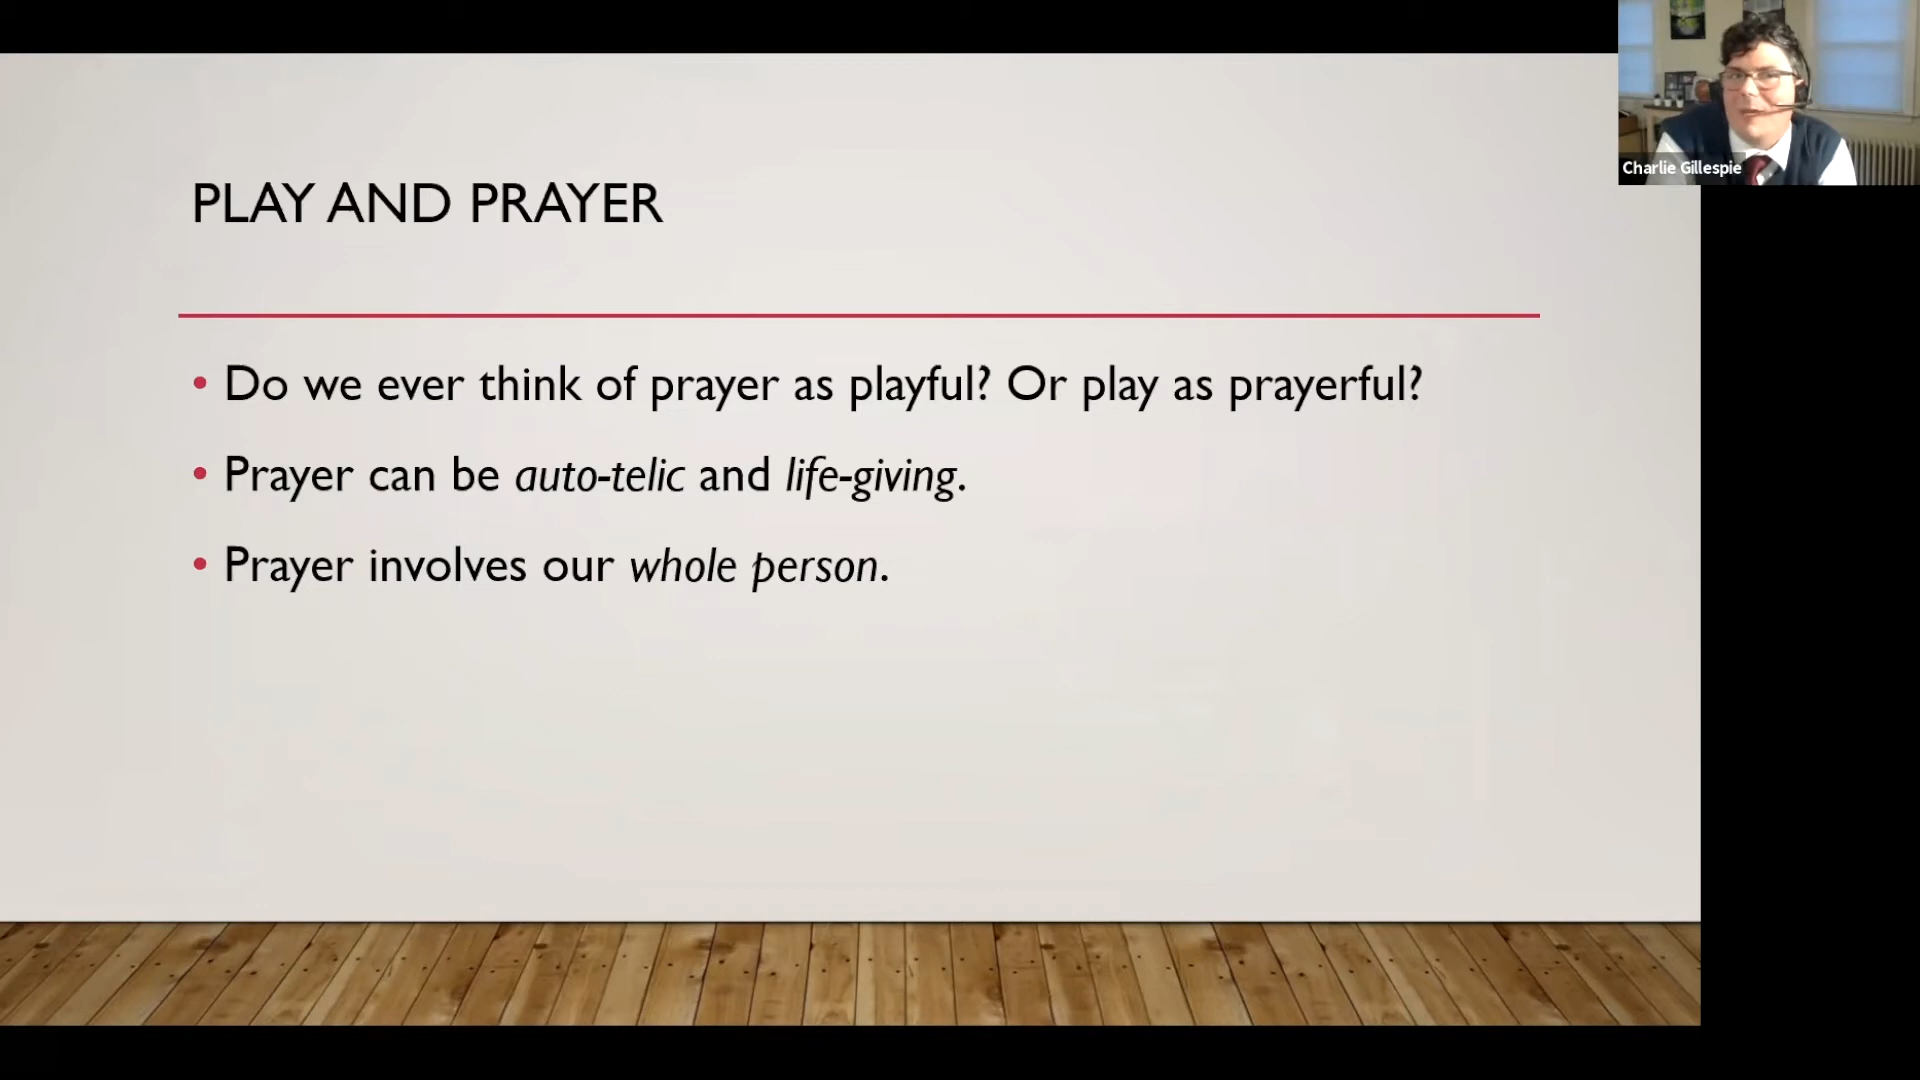 PLAY AND PRAYER
• Do we ever think of prayer as playful? Or play as prayerful?
• Prayer can be auto-telic and life-giving.
• Prayer involves our whole person.
Charlie Gillespie